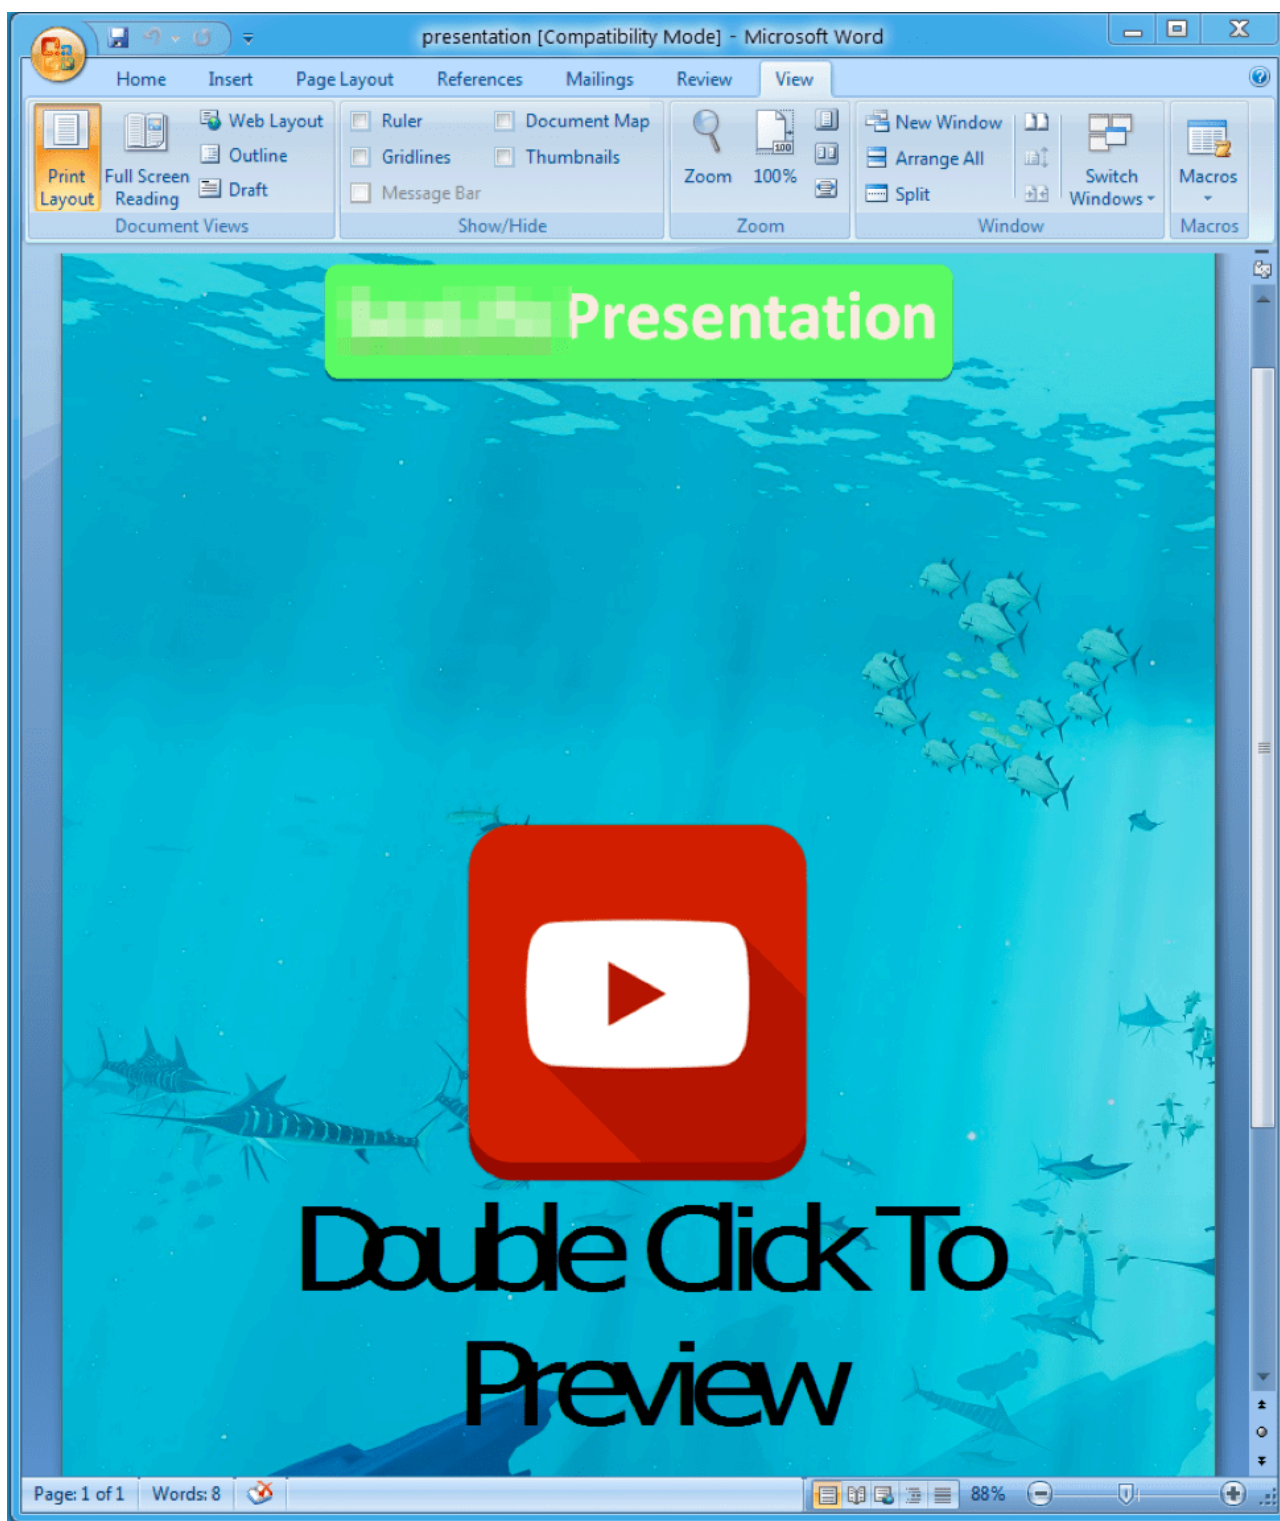 presentation [Compatibility Mode] - Microsoft Word
Home Insert Page Layout References Mailings Review View
Print Layout
Full Screen Reading
Web Layout
Outline
Draft
Document Views
Ruler
Gridlines
Message Bar
Document Map
Thumbnails
Show/Hide
Zoom
100
100%
Zoom
New Window
Arrange All
Split
Switch Windows
Window
Macros
Macros
Presentation
Double Click To
Preview
Page: 1 of 1 Words: 8 88%